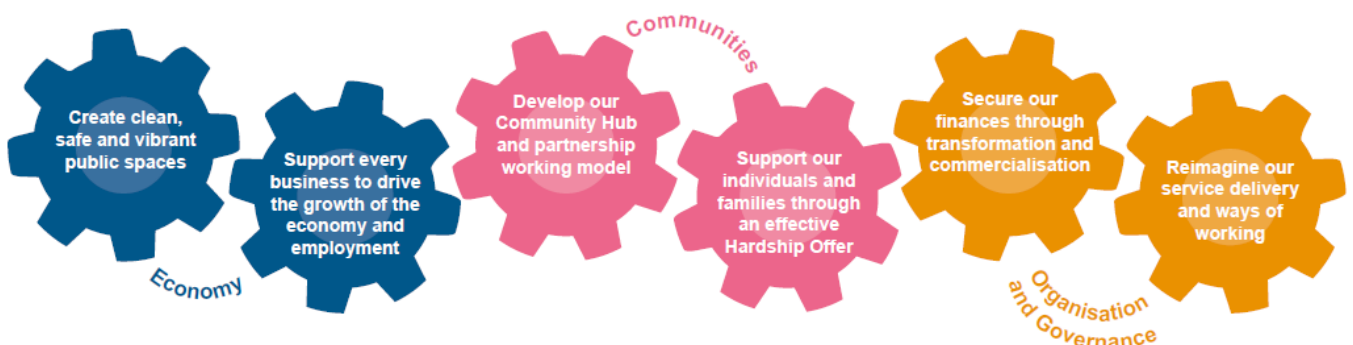 Create clean,
safe and vibrant
public spaces
Economy
Support every
business to drive
the growth of the
economy and
employment
Communities
Develop our
Community Hub
and partnership
working model
Support our
individuals and
families through
an effective
Hardship Offer
Secure our
finances through
transformation and
commercialisation
Organisation
and Governance
Reimagine our
service delivery
and ways of
working